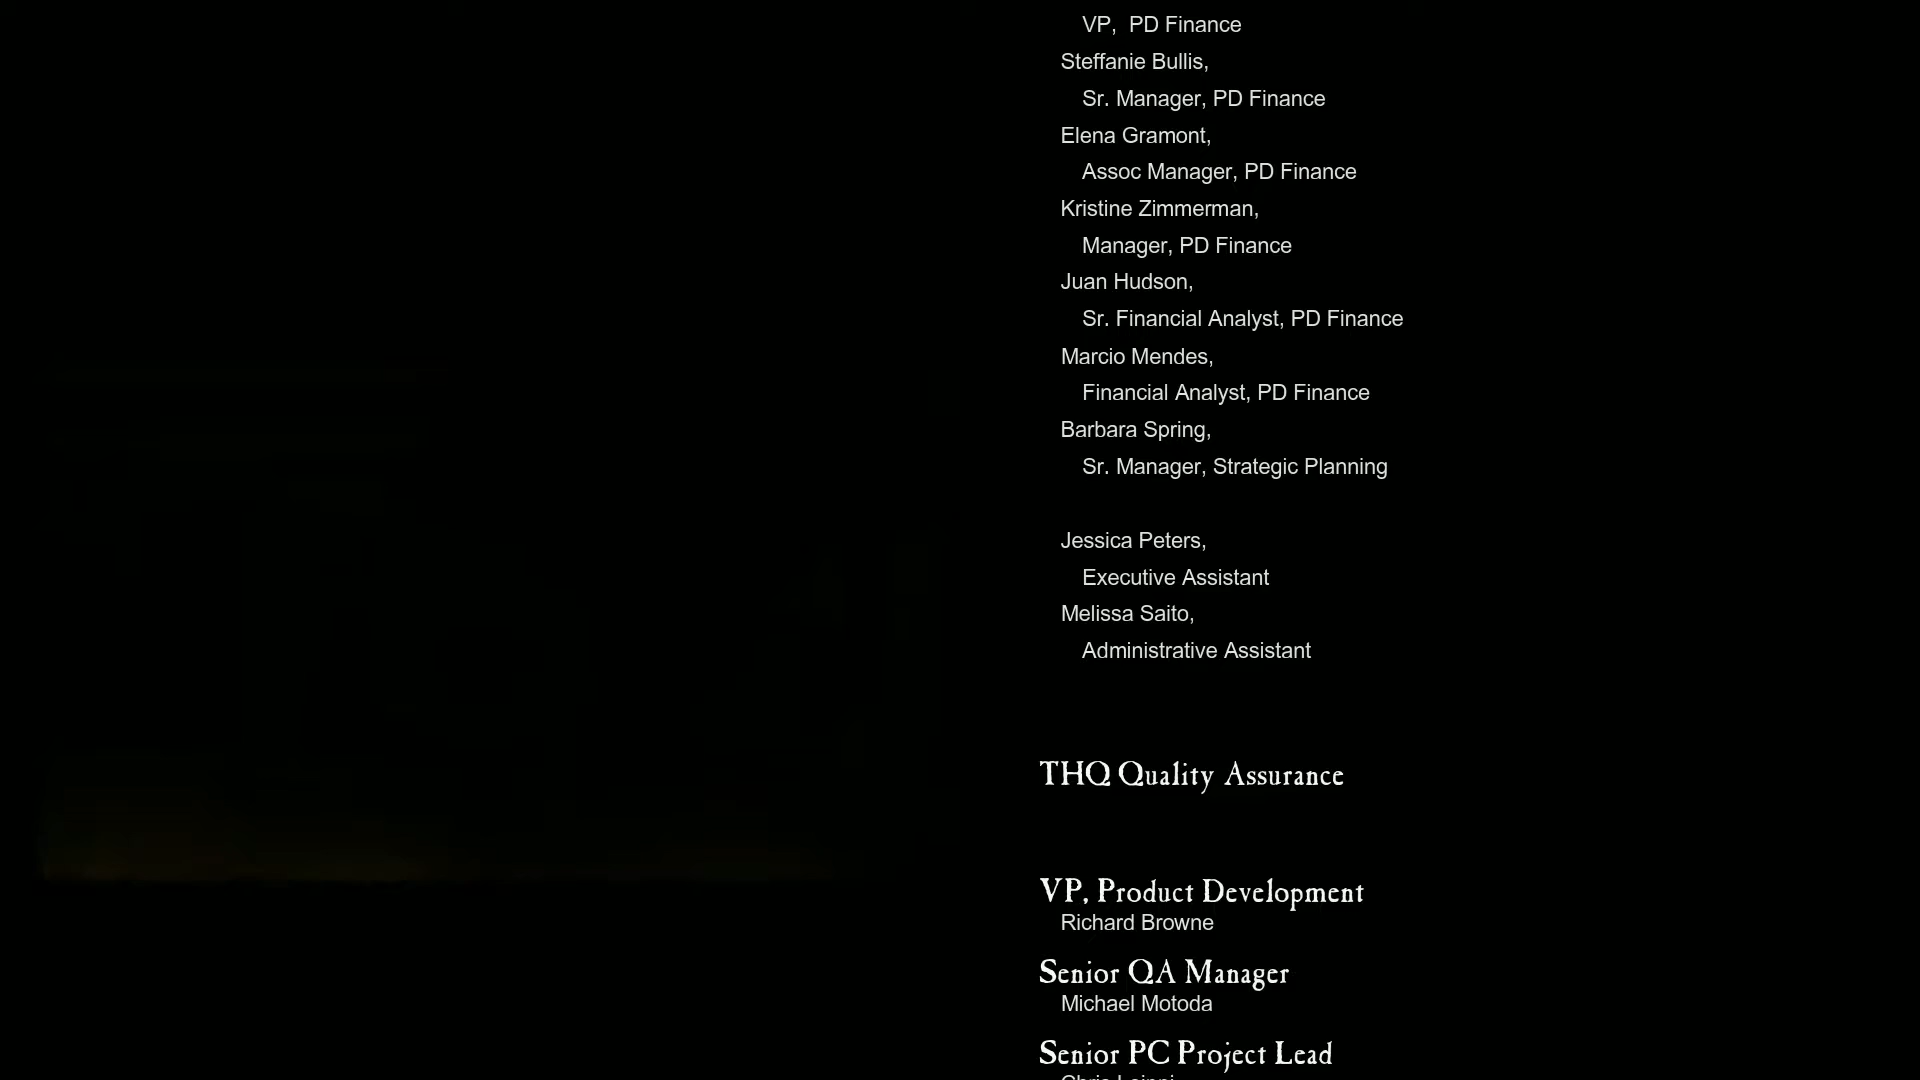 VP,  PD Finance
Steffanie Bullis,
Sr. Manager, PD Finance
Elena Gramont,
Assoc Manager, PD Finance
Kristine Zimmerman,
Manager, PD Finance
Juan Hudson,
Sr. Financial Analyst, PD Finance
Marcio Mendes,
Financial Analyst, PD Finance
Barbara Spring,
Sr. Manager, Strategic Planning
Jessica Peters,
Executive Assistant
Melissa Saito,
Administrative Assistant
THQ Quality Assurance
VP, Product Development
Richard Browne
Senior QA Manager
Michael Motoda
Senior PC Project Lead